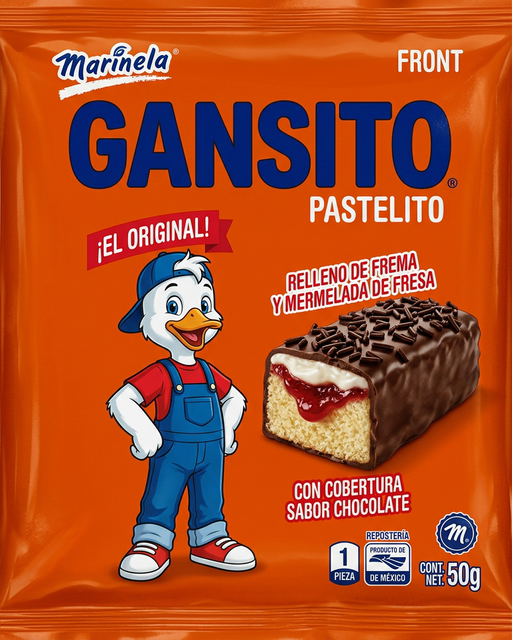 Marinela®
FRONT
GANSITO®
PASTELITO
¡EL ORIGINAL!
RELLENO DE FREMA
Y MERMELADA DE FRESA
CON COBERTURA
SABOR CHOCOLATE
1
PIEZA
REPOSTERÍA
PRODUCTO DE
DE MÉXICO
M
CONT.
NET. 50g